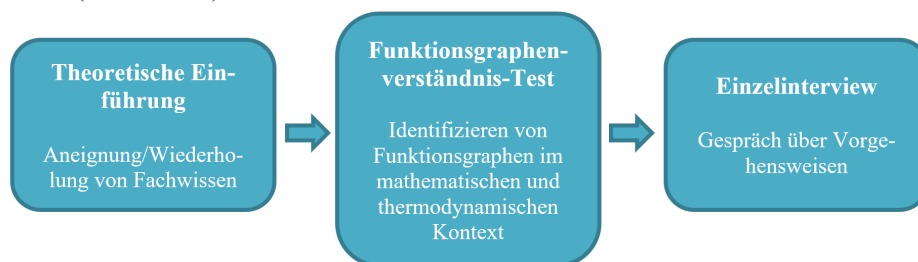 Theoretische Ein-
führung
Aneignung/Wiederho-
lung von Fachwissen
Funktionsgraphen-
verständnis-Test
Identifizieren von
Funktionsgraphen im
mathematischen und
thermodynamischen
Kontext
Einzelinterview
Gespräch über Vorge-
hensweisen